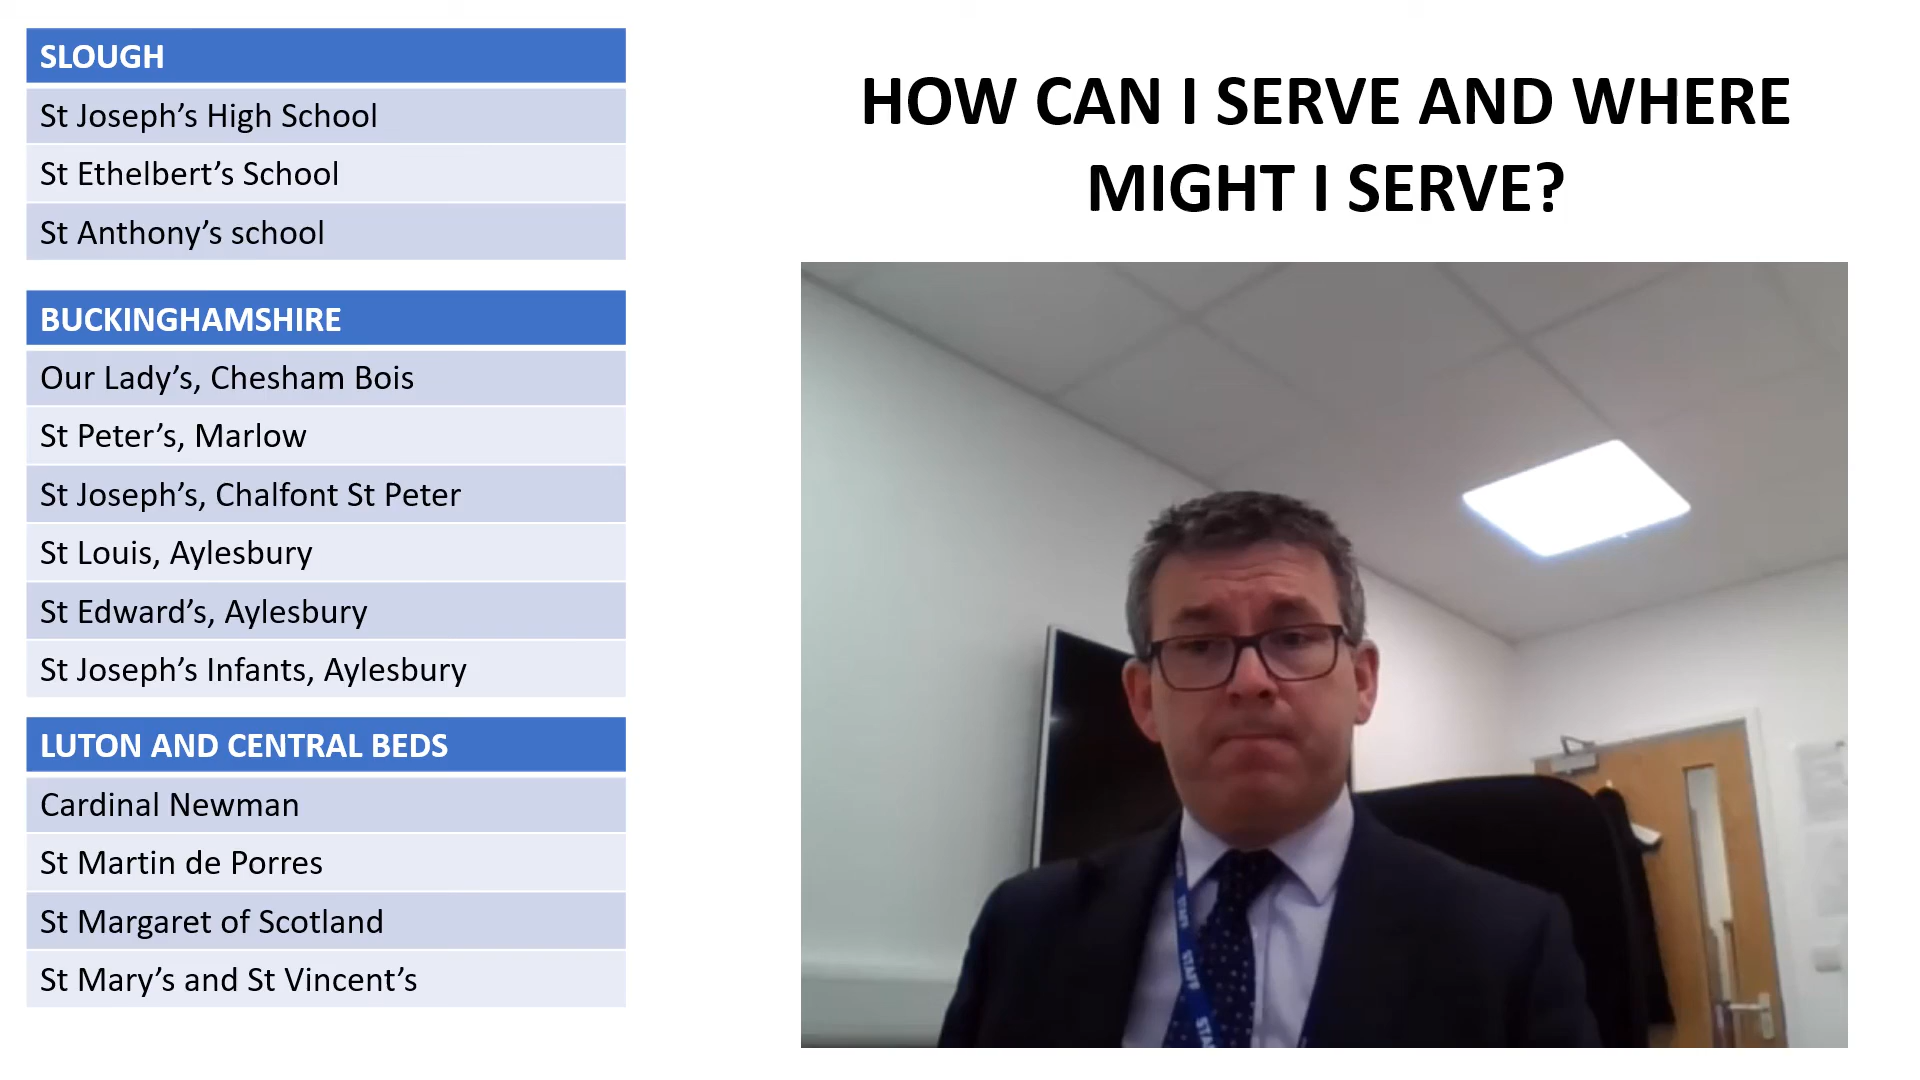 SLOUGH
St Joseph’s High School
St Ethelbert’s School
St Anthony’s school
BUCKINGHAMSHIRE
Our Lady’s, Chesham Bois
St Peter’s, Marlow
St Joseph’s, Chalfont St Peter
St Louis, Aylesbury
St Edward’s, Aylesbury
St Joseph’s Infants, Aylesbury
LUTON AND CENTRAL BEDS
Cardinal Newman
St Martin de Porres
St Margaret of Scotland
St Mary’s and St Vincent’s
HOW CAN I SERVE AND WHERE
MIGHT I SERVE?
STAFF
STAFF
STA